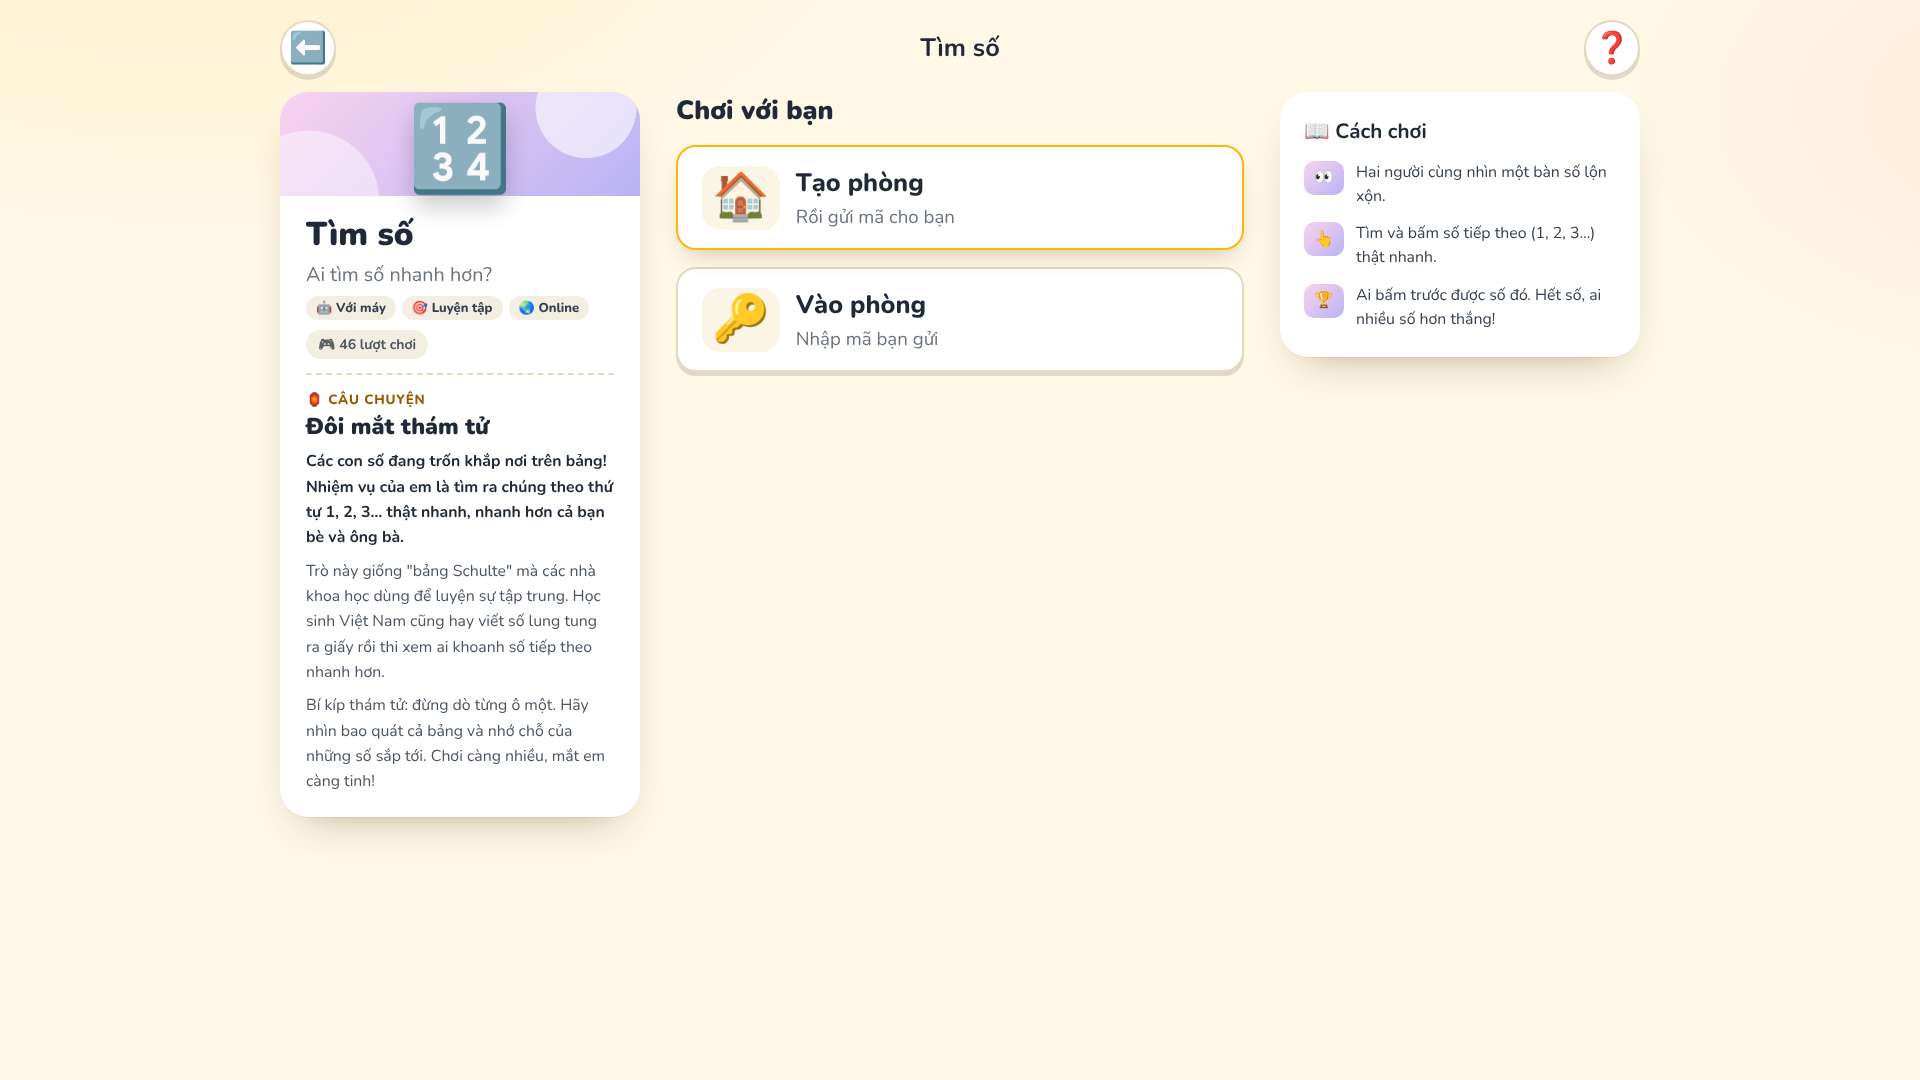 Tìm số
Tìm số
Ai tìm số nhanh hơn?
Với máy
Luyện tập
Online
46 lượt chơi
CÂU CHUYỆN
Đôi mắt thám tử
Các con số đang trốn khắp nơi trên bảng!
Nhiệm vụ của em là tìm ra chúng theo thứ
tự 1, 2, 3... thật nhanh, nhanh hơn cả bạn
bè và ông bà.
Trò này giống "bảng Schulte" mà các nhà
khoa học dùng để luyện sự tập trung. Học
sinh Việt Nam cũng hay viết số lung tung
ra giấy rồi thi xem ai khoanh số tiếp theo
nhanh hơn.
Bí kíp thám tử: đừng dò từng ô một. Hãy
nhìn bao quát cả bảng và nhớ chỗ của
những số sắp tới. Chơi càng nhiều, mắt em
càng tinh!
Chơi với bạn
Tạo phòng
Rồi gửi mã cho bạn
Vào phòng
Nhập mã bạn gửi
Cách chơi
Hai người cùng nhìn một bàn số lộn
xộn.
Tìm và bấm số tiếp theo (1, 2, 3...)
thật nhanh.
Ai bấm trước được số đó. Hết số, ai
nhiều số hơn thắng!